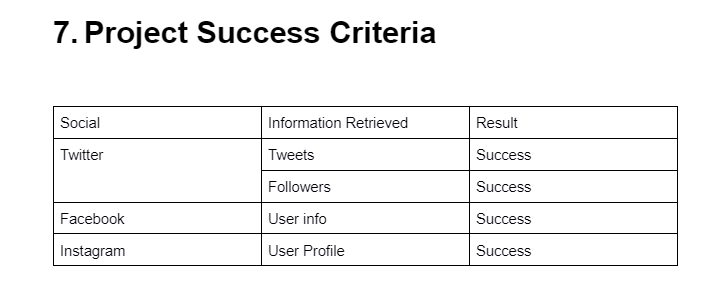 7. Project Success Criteria
Social Information Retrieved Result
Twitter Tweets Success
Followers Success
Facebook User info Success
Instagram User Profile Success